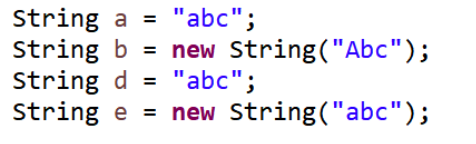 String a = "abc";
String b = new String("Abc");
String d = "abc";
String e = new String("abc");